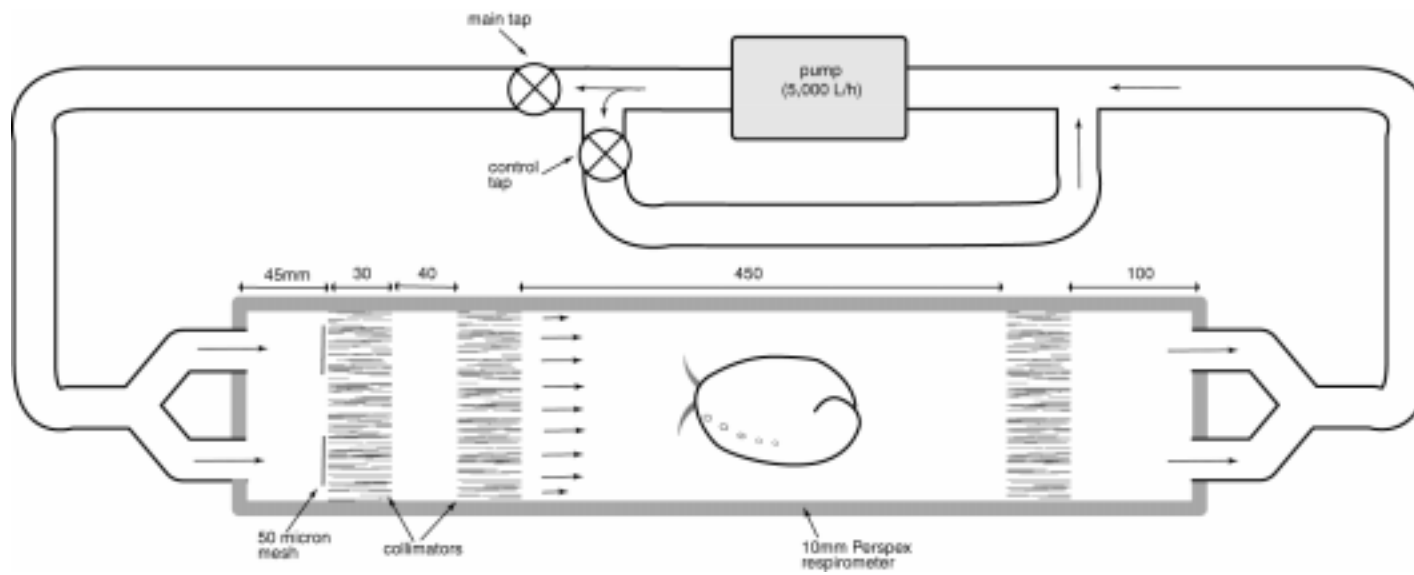 main tap
pump
(5,000 L/h)
control
tap
45mm
30
40
450
100
50 micron
mesh
collimators
10mm Perspex
respirometer